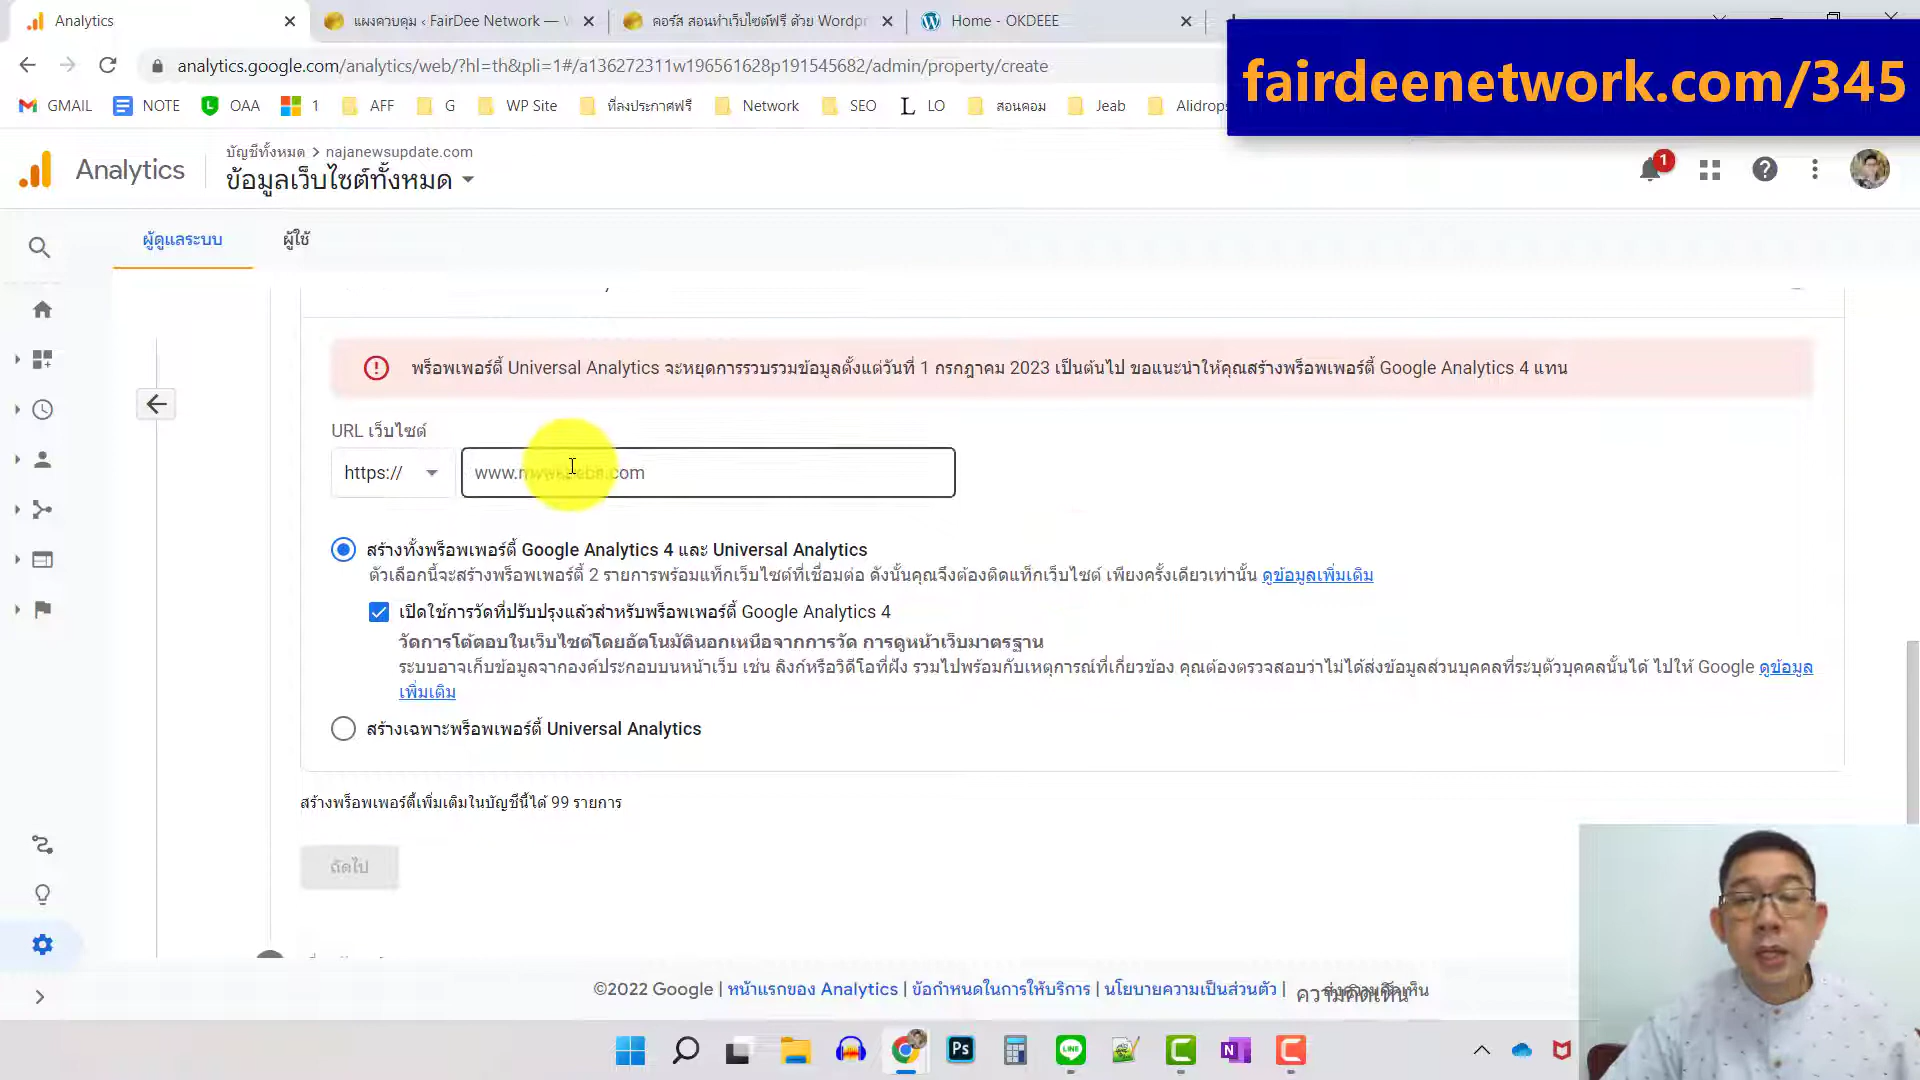 Analytics
แผงควบคุม ‹ FairDee Network — W
คอร์ส สอนทำเว็บไซต์ฟรี ด้วย Wordpr
Home - OKDEEE
analytics.google.com/analytics/web/?hl=th&pli=1#/a136272311w196561628p191545682/admin/property/create
fairdeenetwork.com/345
GMAIL
NOTE
OAA
1
AFF
G
WP Site
ที่ลงประกาศฟรี
Network
SEO
LO
สอนคอม
Jeab
Alidrops
Analytics
บัญชีทั้งหมด > najanewsupdate.com
ข้อมูลเว็บไซต์ทั้งหมด
1
ผู้ดูแลระบบ
ผู้ใช้
พร็อพเพอร์ตี้ Universal Analytics จะหยุดการรวบรวมข้อมูลตั้งแต่วันที่ 1 กรกฎาคม 2023 เป็นต้นไป ขอแนะนำให้คุณสร้างพร็อพเพอร์ตี้ Google Analytics 4 แทน
URL เว็บไซต์
https://
สร้างทั้งพร็อพเพอร์ตี้ Google Analytics 4 และ Universal Analytics
ตัวเลือกนี้จะสร้างพร็อพเพอร์ตี้ 2 รายการพร้อมแท็กเว็บไซต์ที่เชื่อมต่อ ดังนั้นคุณจึงต้องติดแท็กเว็บไซต์ เพียงครั้งเดียวเท่านั้น ดูข้อมูลเพิ่มเติม
เปิดใช้การวัดที่ปรับปรุงแล้วสำหรับพร็อพเพอร์ตี้ Google Analytics 4
วัดการโต้ตอบในเว็บไซต์โดยอัตโนมัตินอกเหนือจากการวัด การดูหน้าเว็บมาตรฐาน
ระบบอาจเก็บข้อมูลจากองค์ประกอบบนหน้าเว็บ เช่น ลิงก์หรือวิดีโอที่ฝัง รวมไปพร้อมกับเหตุการณ์ที่เกี่ยวข้อง คุณต้องตรวจสอบว่าไม่ได้ส่งข้อมูลส่วนบุคคลที่ระบุตัวบุคคลนั้นได้ ไปให้ Google ดูข้อมูล
เพิ่มเติม
สร้างเฉพาะพร็อพเพอร์ตี้ Universal Analytics
สร้างพร็อพเพอร์ตี้เพิ่มเติมในบัญชีนี้ได้ 99 รายการ
ถัดไป
©2022 Google | หน้าแรกของ Analytics | ข้อกำหนดในการให้บริการ | นโยบายความเป็นส่วนตัว |